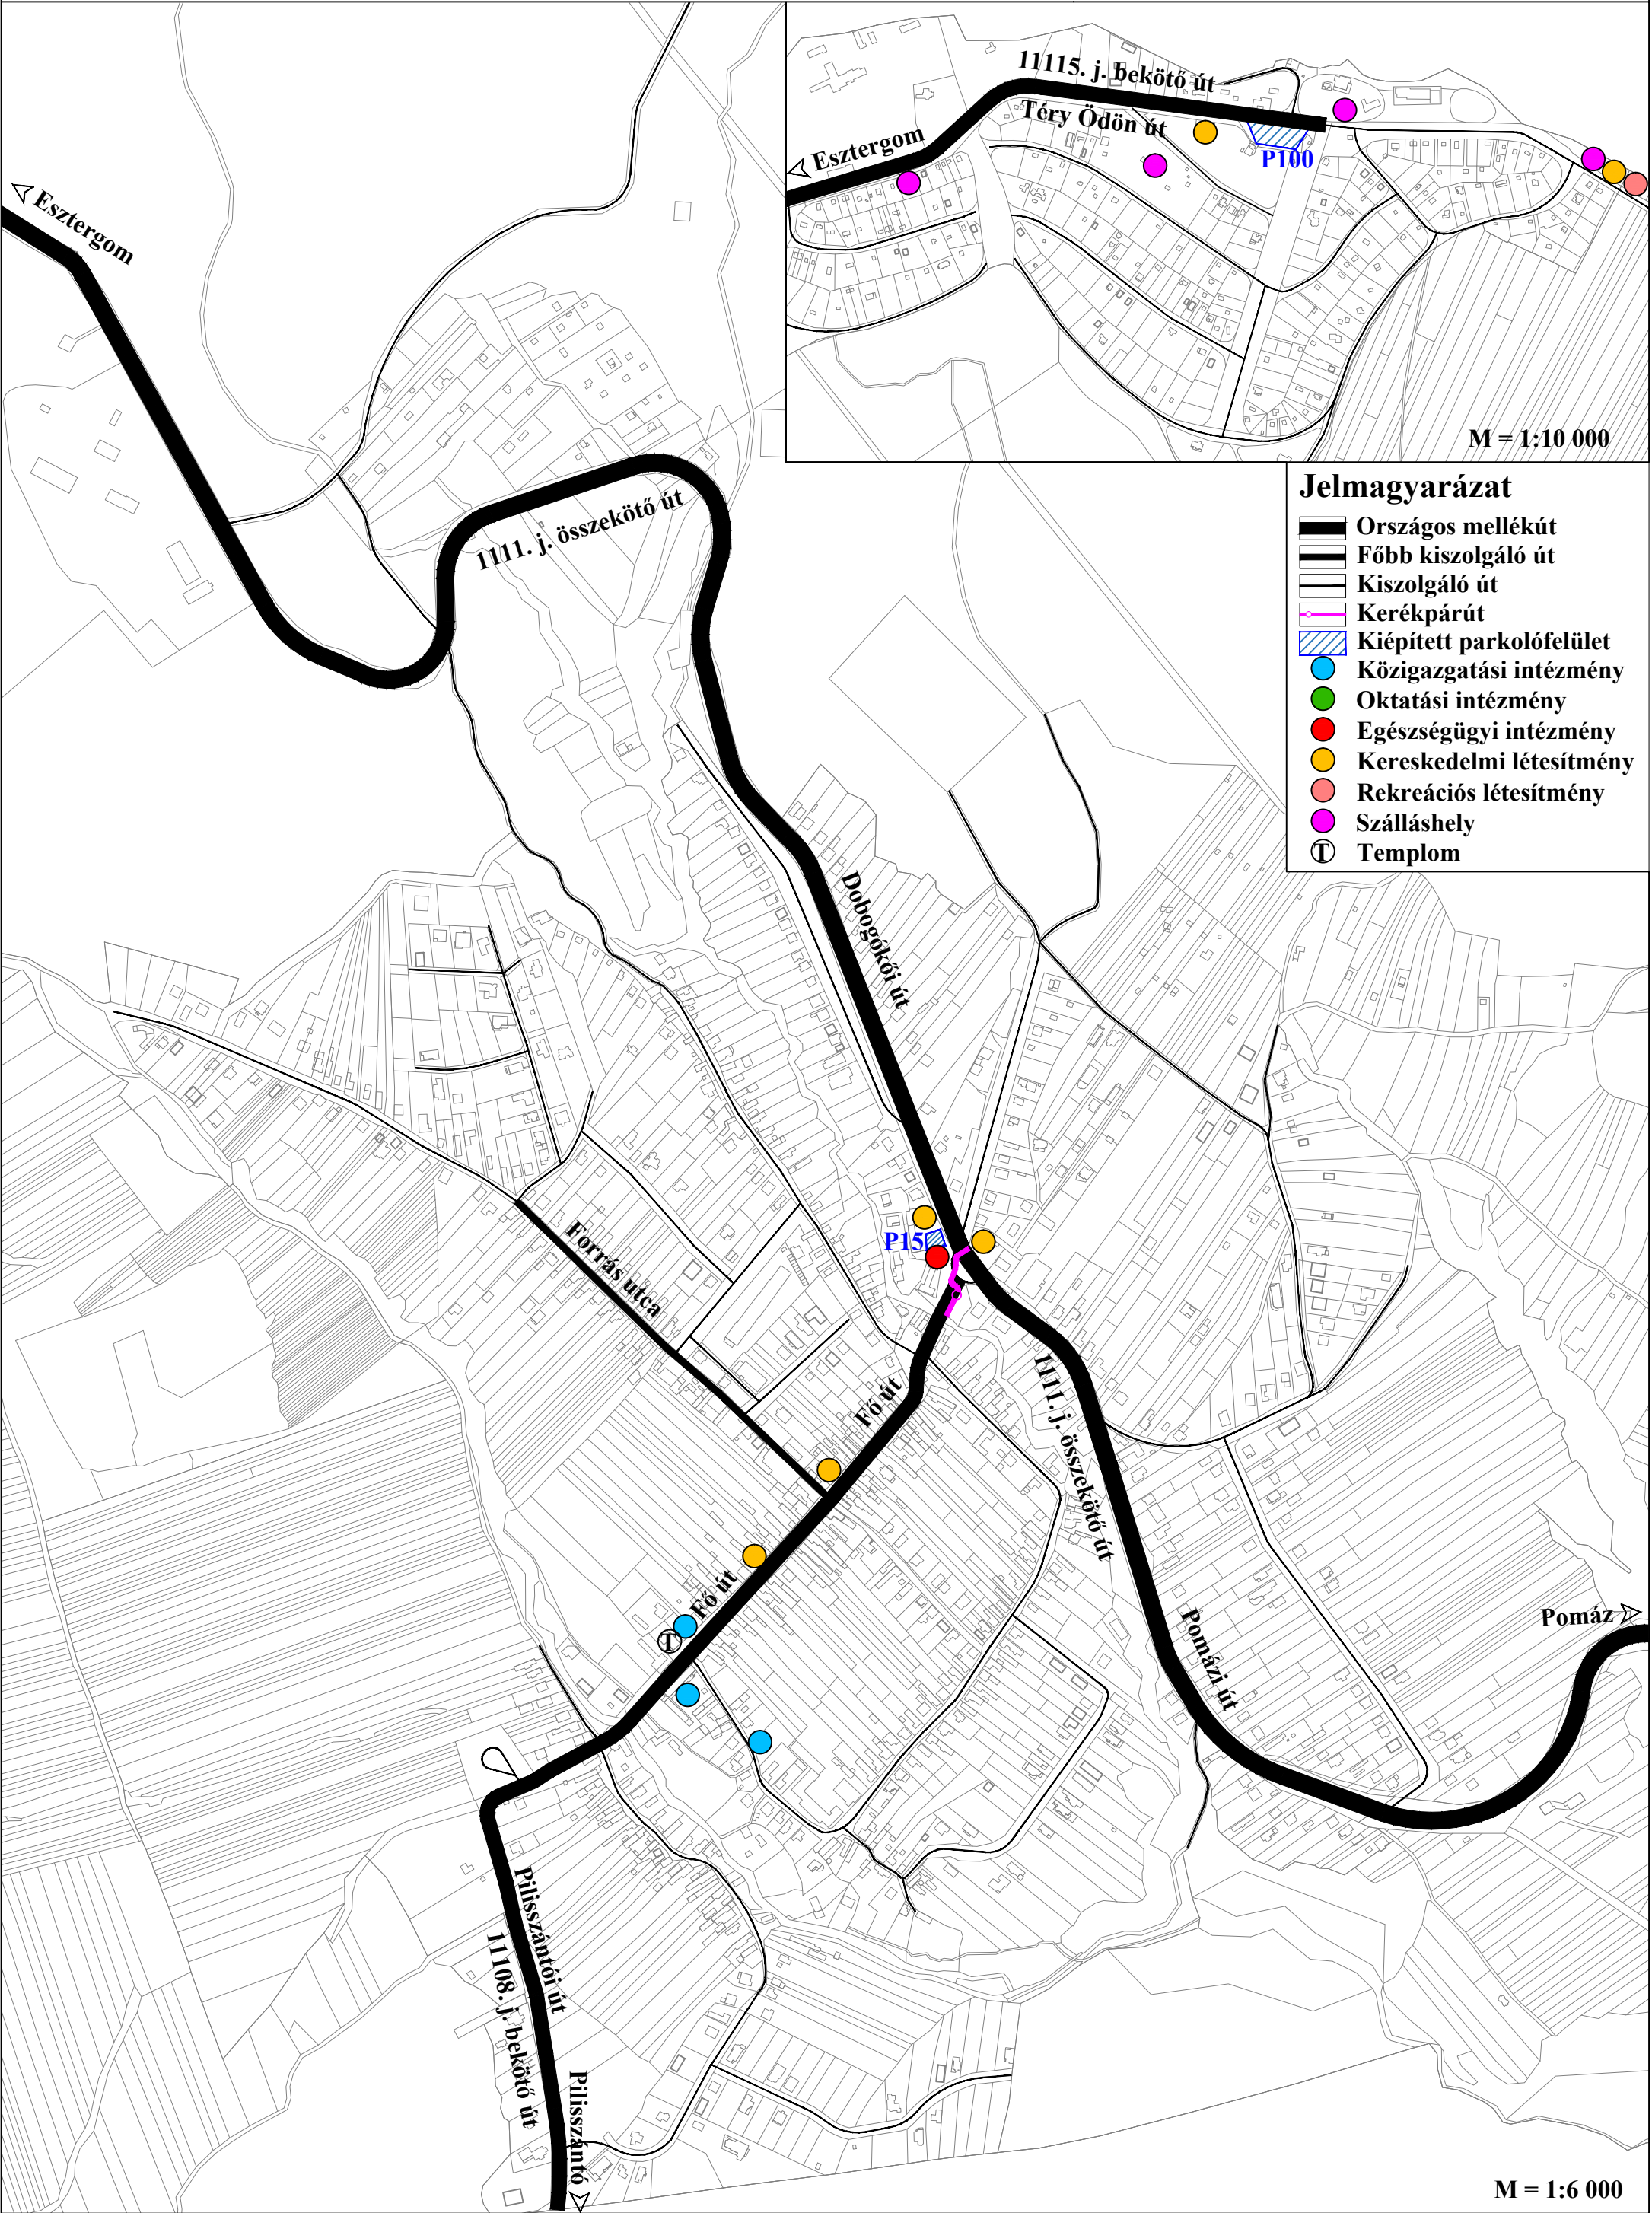 11115. j. bekötő út
Téry Ödön út
Esztergom
P100
M = 1:10 000
Esztergom
1111. j. összekötő út
Jelmagyarázat
Országos mellékút
Főbb kiszolgáló út
Kiszolgáló út
Kerékpárút
Kiépített parkolófelület
Közigazgatási intézmény
Oktatási intézmény
Egészségügyi intézmény
Kereskedelmi létesítmény
Rekreációs létesítmény
Szálláshely
T Templom
Dobogókői út
P15
Forrás utca
Fő út
1111. j. összekötő út
Fő út
T
Pomázi út
Pomáz
Pilisszántói út
11108. j. bekötő út
Pilisszántó
M = 1:6 000